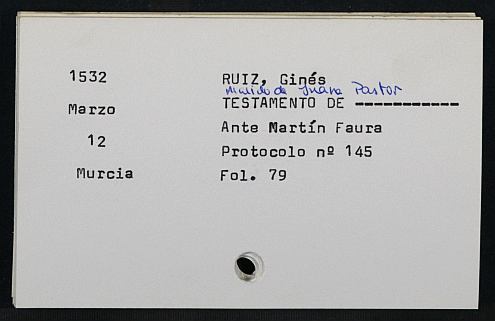 1532
Marzo
12
Murcia
RUIZ, Ginés
Marido de Juana Pastor
TESTAMENTO DE -----------
Ante Martín Faura
Protocolo nº 145
Fol. 79